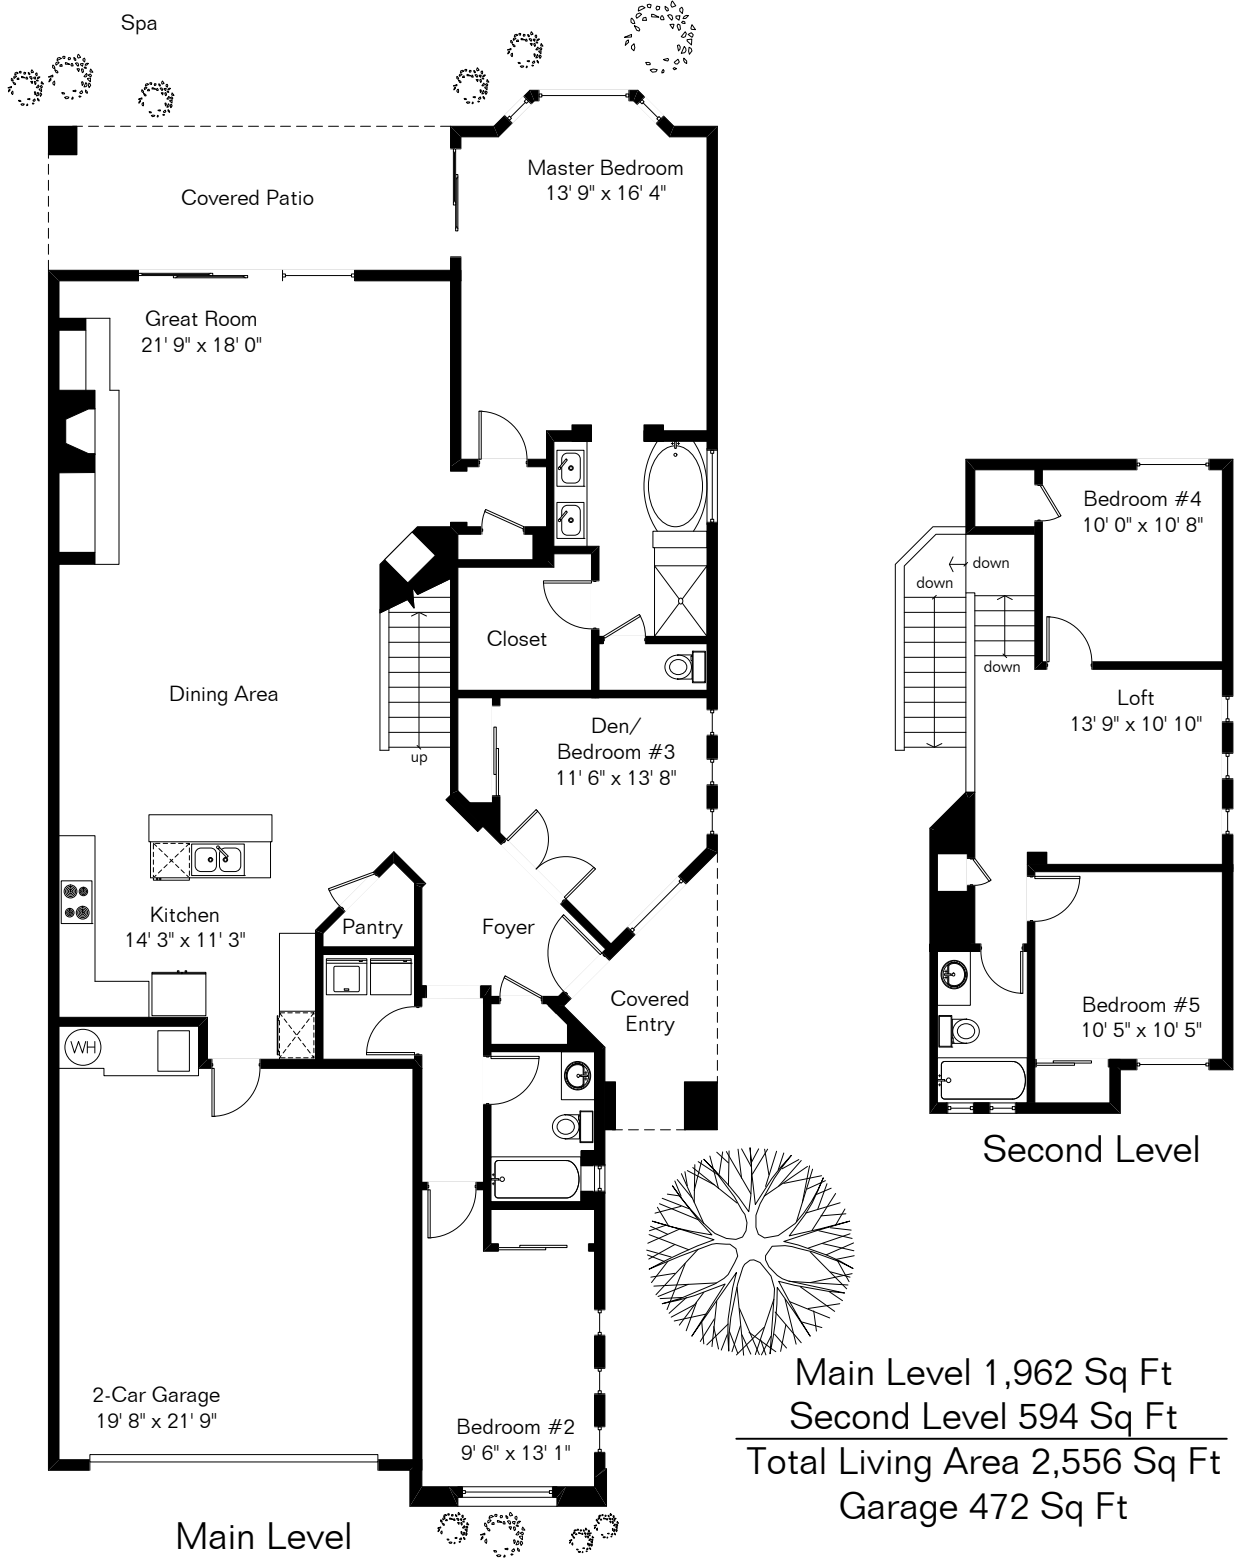 Spa
Master Bedroom
13' 9" x 16' 4"
Covered Patio
Great Room
21' 9" x 18' 0"
Closet
Dining Area
up
Den/
Bedroom #3
11' 6" x 13' 8"
Kitchen
14' 3" x 11' 3"
Pantry
Foyer
Covered
Entry
WH
2-Car Garage
19' 8" x 21' 9"
Bedroom #2
9' 6" x 13' 1"
Main Level
Bedroom #4
10' 0" x 10' 8"
down
down
down
Loft
13' 9" x 10' 10"
Bedroom #5
10' 5" x 10' 5"
Second Level
Main Level 1,962 Sq Ft
Second Level 594 Sq Ft
Total Living Area 2,556 Sq Ft
Garage 472 Sq Ft